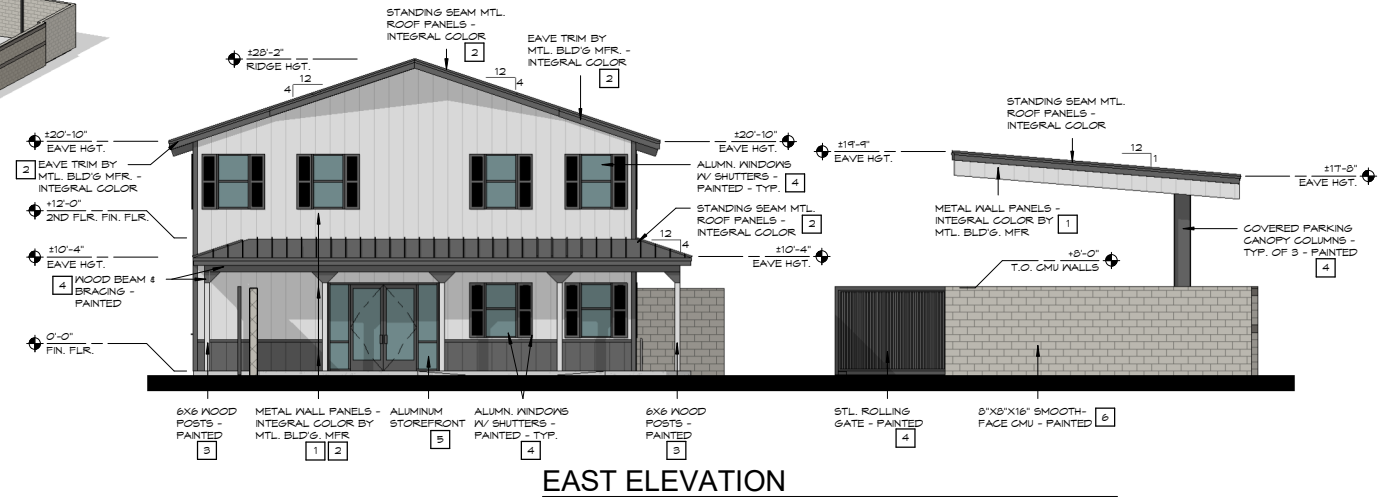 STANDING SEAM MTL.
ROOF PANELS -
INTEGRAL COLOR
2
EAVE TRIM BY
MTL. BLD'G MFR. -
INTEGRAL COLOR
2
±28'-2"
RIDGE HGT.
12
4
12
4
±20'-10"
EAVE HGT.
2
EAVE TRIM BY
MTL. BLD'G MFR. -
INTEGRAL COLOR
+12'-0"
2ND FLR. FIN. FLR.
±10'-4"
EAVE HGT.
4
WOOD BEAM &
BRACING -
PAINTED
0'-0"
FIN. FLR.
±20'-10"
EAVE HGT.
ALUMN. WINDOWS
W/ SHUTTERS -
PAINTED - TYP.
4
STANDING SEAM MTL.
ROOF PANELS -
INTEGRAL COLOR
2
12
4
±10'-4"
EAVE HGT.
STANDING SEAM MTL.
ROOF PANELS -
INTEGRAL COLOR
±19'-9"
EAVE HGT.
12
1
±17'-8"
EAVE HGT.
METAL WALL PANELS -
INTEGRAL COLOR BY
MTL. BLD'G. MFR
1
COVERED PARKING
CANOPY COLUMNS -
TYP. OF 3 - PAINTED
4
+8'-0"
T.O. CMU WALLS
6X6 WOOD
POSTS -
PAINTED
3
METAL WALL PANELS -
INTEGRAL COLOR BY
MTL. BLD'G. MFR
1 2
ALUMINUM
STOREFRONT
5
ALUMN. WINDOWS
W/ SHUTTERS -
PAINTED - TYP.
4
6X6 WOOD
POSTS -
PAINTED
3
STL. ROLLING
GATE - PAINTED
4
8"X8"X16" SMOOTH-
FACE CMU - PAINTED
6
EAST ELEVATION